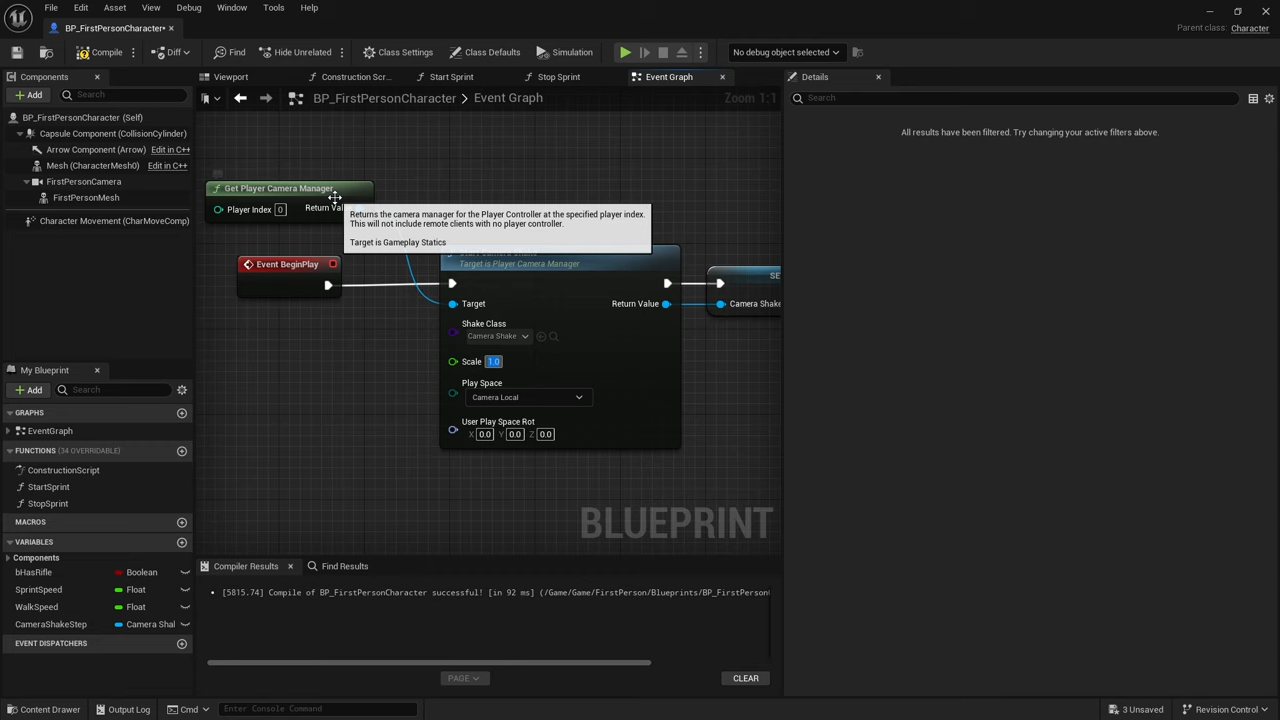 File Edit Asset View Debug Window Tools Help
BP_FirstPersonCharacter*
Parent class: Character
Compile Diff Find Hide Unrelated Class Settings Class Defaults Simulation No debug object selected
Components
Viewport Construction Scr... Start Sprint Stop Sprint Event Graph
Details
Add Search
BP_FirstPersonCharacter > Event Graph
Zoom 1:1
Search
BP_FirstPersonCharacter (Self)
Capsule Component (CollisionCylinder)
Arrow Component (Arrow) Edit in C++
Mesh (CharacterMesh0) Edit in C++
FirstPersonCamera
FirstPersonMesh
Character Movement (CharMoveComp)
All results have been filtered. Try changing your active filters above.
Get Player Camera Manager
Player Index 0
Returns the camera manager for the Player Controller at the specified player index.
This will not include remote clients with no player controller.
Target is Gameplay Statics
Event BeginPlay
Target is Player Camera Manager
Target Return Value
Shake Class
Camera Shake
Scale 1.0
Play Space
Camera Local
User Play Space Rot
X 0.0 Y 0.0 Z 0.0
SE
Camera Shake
BLUEPRINT
My Blueprint
Add Search
GRAPHS
EventGraph
FUNCTIONS (34 OVERRIDABLE)
ConstructionScript
StartSprint
StopSprint
MACROS
VARIABLES
Components
bHasRifle Boolean
SprintSpeed Float
WalkSpeed Float
CameraShakeStep Camera Shal
EVENT DISPATCHERS
Compiler Results Find Results
[5815.74] Compile of BP_FirstPersonCharacter successful! [in 92 ms] (/Game/Game/FirstPerson/Blueprints/BP_FirstPerson
PAGE
CLEAR
Content Drawer Output Log Cmd Enter Console Command
3 Unsaved Revision Control